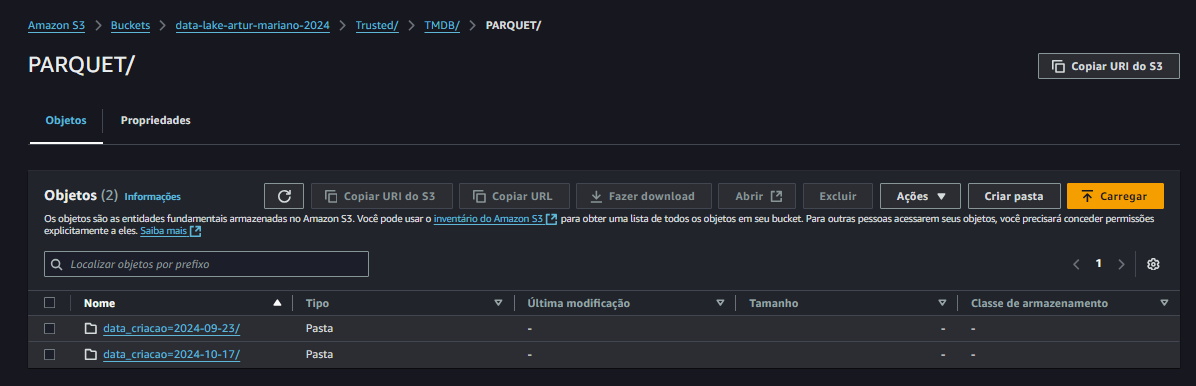 Amazon S3 > Buckets > data-lake-artur-mariano-2024 > Trusted/ > TMDB/ > PARQUET/
PARQUET/
Copiar URI do S3
Objetos Propriedades
Objetos (2) Informações
Copiar URI do S3 Copiar URL Fazer download Abrir Excluir Ações Criar pasta Carregar
Os objetos são as entidades fundamentais armazenadas no Amazon S3. Você pode usar o inventário do Amazon S3 para obter uma lista de todos os objetos em seu bucket. Para outras pessoas acessarem seus objetos, você precisará conceder permissões
explicitamente a eles. Saiba mais
Localizar objetos por prefixo
1
Nome Tipo Última modificação Tamanho Classe de armazenamento
data_criacao=2024-09-23/ Pasta - - -
data_criacao=2024-10-17/ Pasta - - -